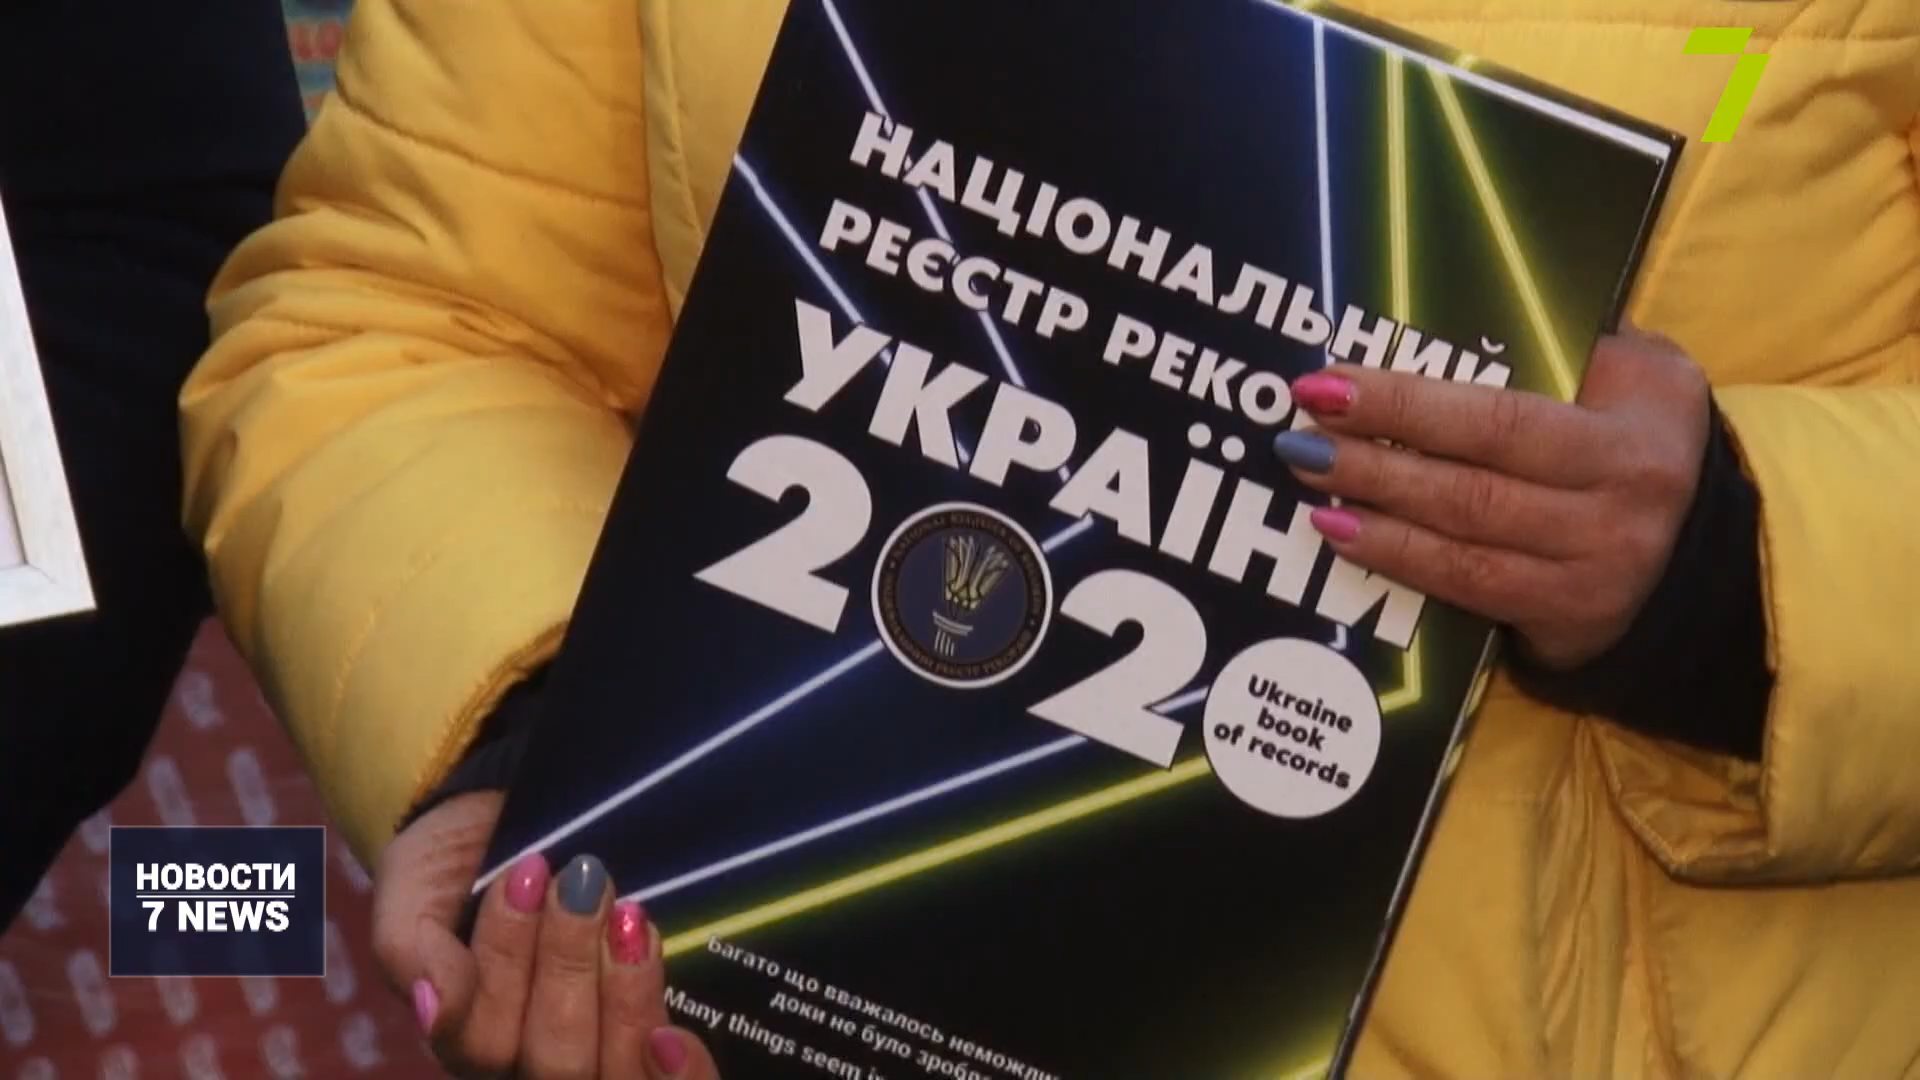 7
НАЦІОНАЛЬНИЙ
РЕЄСТР РЕКО
УКРАЇНИ
2020
Ukraine
book
of records
Багато що вважалось неможли
доки не було зробле
Many things seem i
НОВОСТИ
7 NEWS